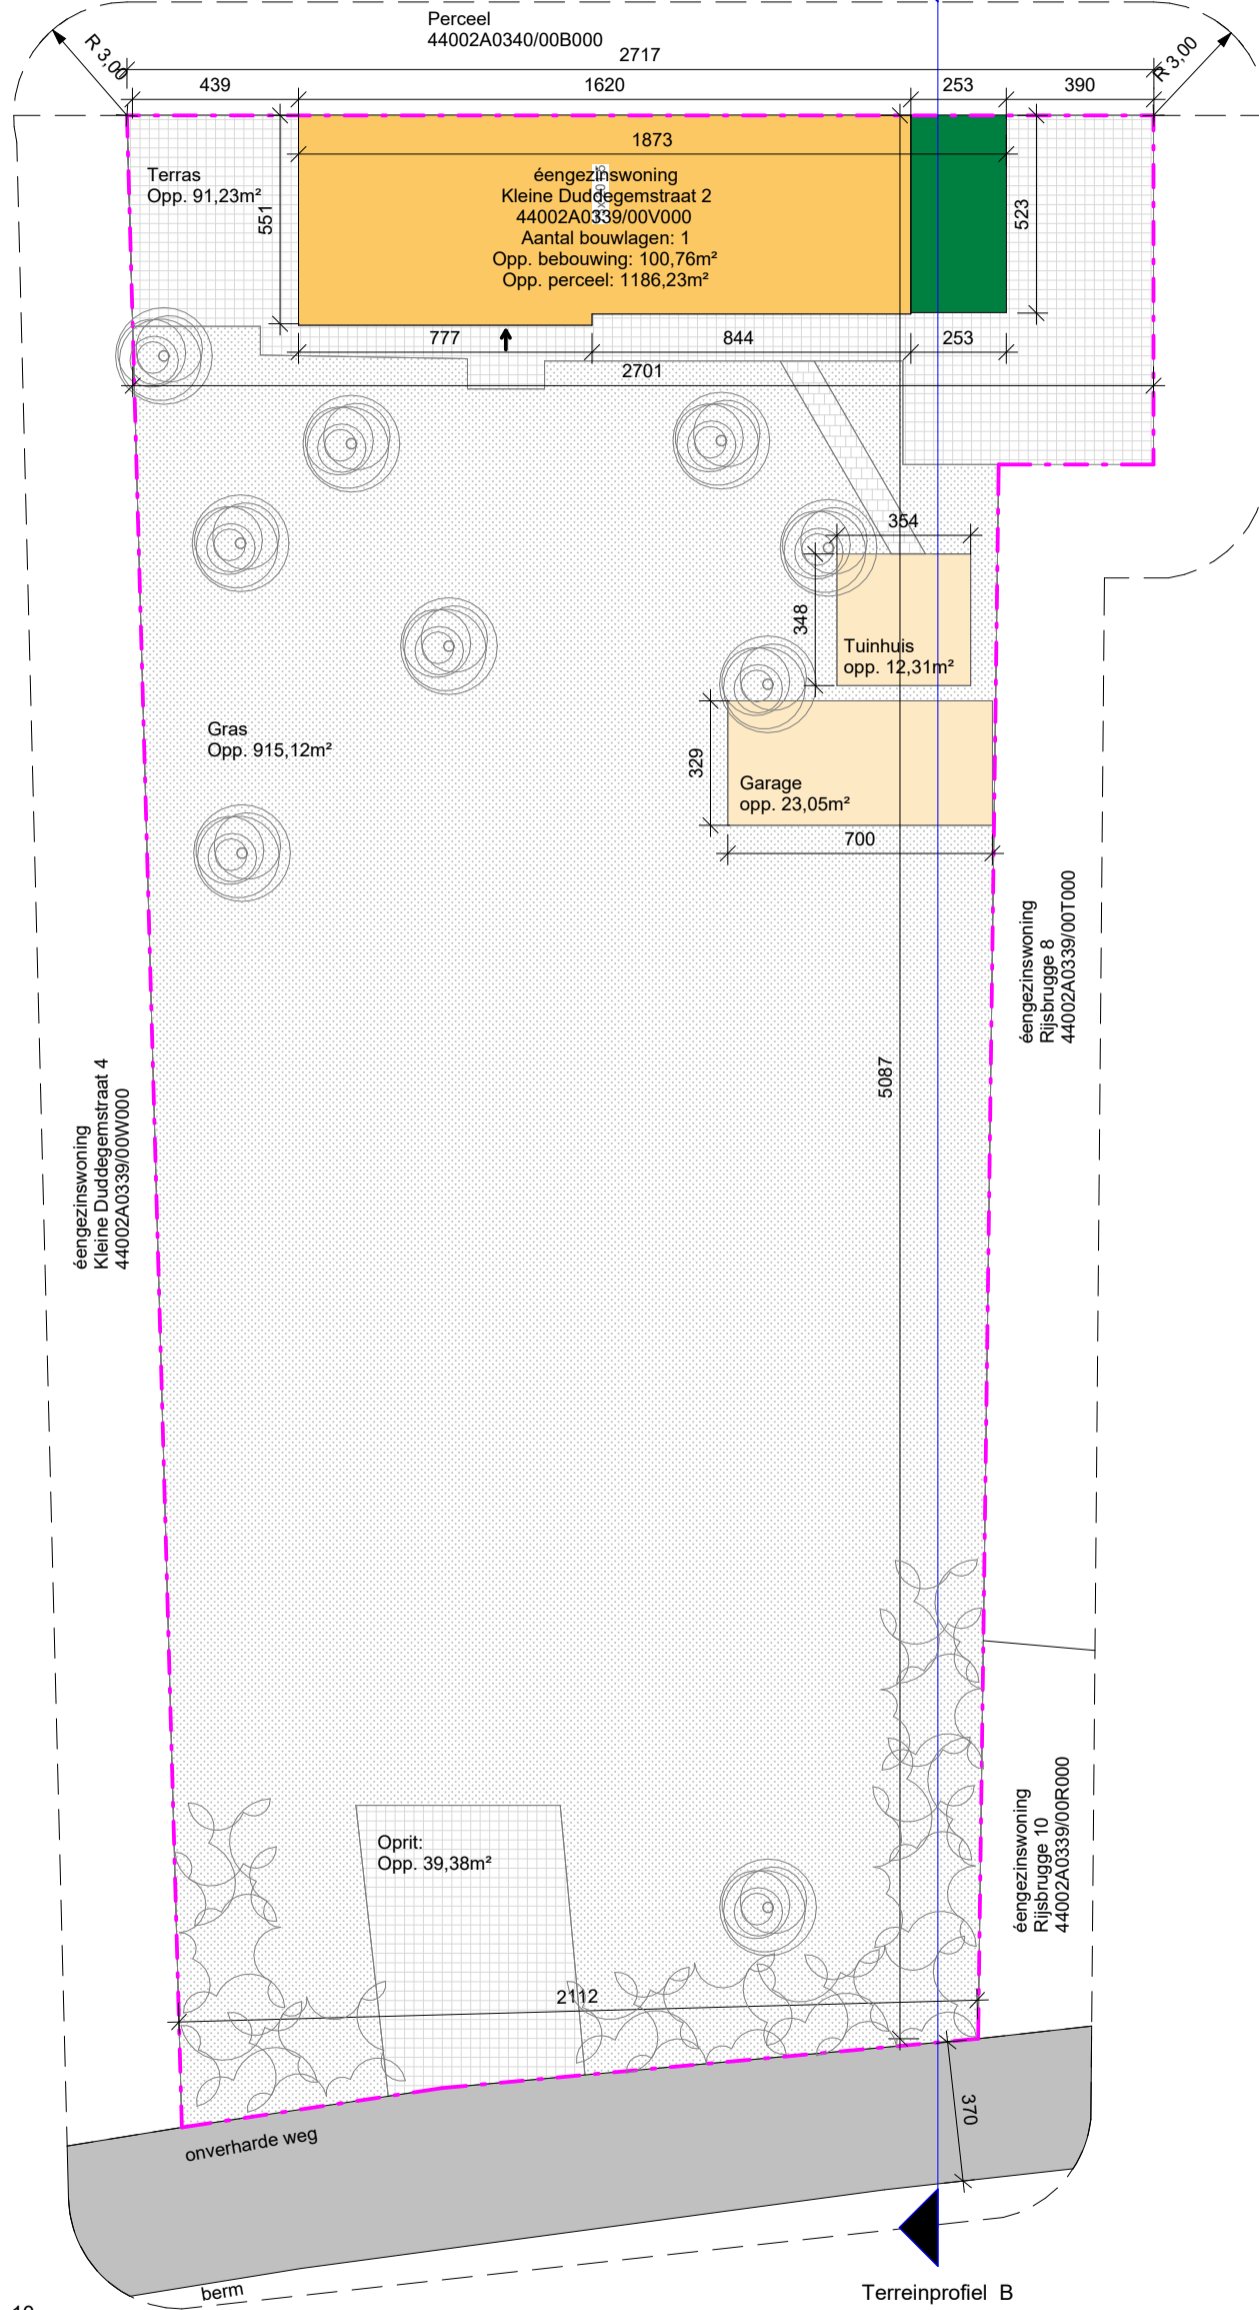 Perceel
44002A0340/00B000
2717
R 3,00
R 3,00
439
1620
253
390
1873
Terras
Opp. 91,23m²
551
éengezinswoning
Kleine Duddegemstraat 2
44002A0339/00V000
Aantal bouwlagen: 1
Opp. bebouwing: 100,76m²
Opp. perceel: 1186,23m²
523
777
844
253
2701
354
348
Tuinhuis
opp. 12,31m²
Gras
Opp. 915,12m²
329
Garage
opp. 23,05m²
700
éengezinswoning
Rijsbrugge 8
44002A0339/00T000
5087
éengezinswoning
Kleine Duddegemstraat 4
44002A0339/00W000
éengezinswoning
Rijsbrugge 10
44002A0339/00R000
Oprit:
Opp. 39,38m²
2112
370
onverharde weg
berm
Terreinprofiel B